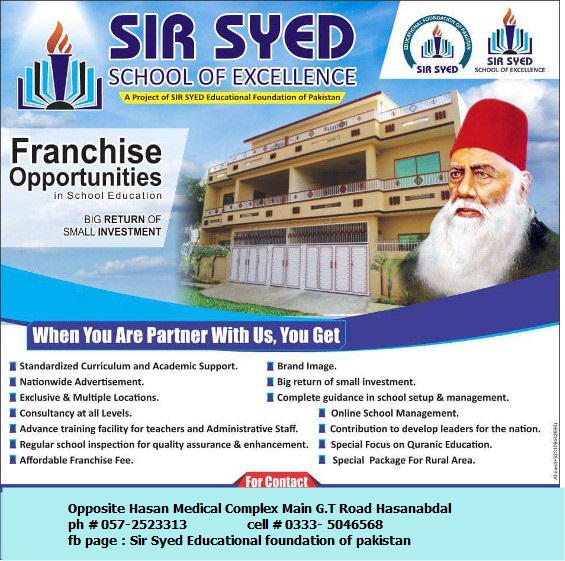 SIR SYED
SCHOOL OF EXCELLENCE
A Project of SIR SYED Educational Foundation of Pakistan
EDUCATIONAL FOUNDATION OF PAKISTAN
SIR SYED
SIR SYED
SCHOOL OF EXCELLENCE
Franchise
Opportunities
in School Education
BIG RETURN OF
SMALL INVESTMENT
When You Are Partner With Us, You Get
Standardized Curriculum and Academic Support.
Nationwide Advertisement.
Exclusive & Multiple Locations.
Consultancy at all Levels.
Advance training facility for teachers and Administrative Staff.
Regular school inspection for quality assurance & enhancement.
Affordable Franchise Fee.
Brand Image.
Big return of small investment.
Complete guidance in school setup & management.
Online School Management.
Contribution to develop leaders for the nation.
Special Focus on Quranic Education.
Special Package For Rural Area.
For Contact
Opposite Hasan Medical Complex Main G.T Road Hasanabdal
ph # 057-2523313 cell # 0333- 5046568
fb page : Sir Syed Educational foundation of pakistan